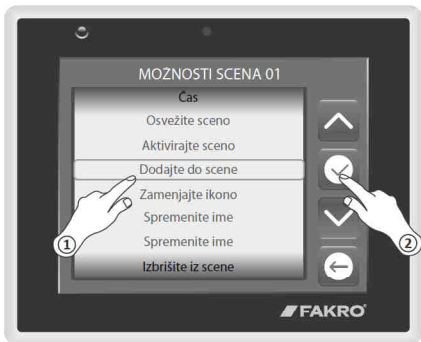 MOŽNOSTI SCENA 01
Čas
Osvežite sceno
Aktivirajte sceno
Dodajte do scene
Zamenjajte ikono
Spremenite ime
Spremenite ime
Izbrišite iz scene
1
2
FAKRO